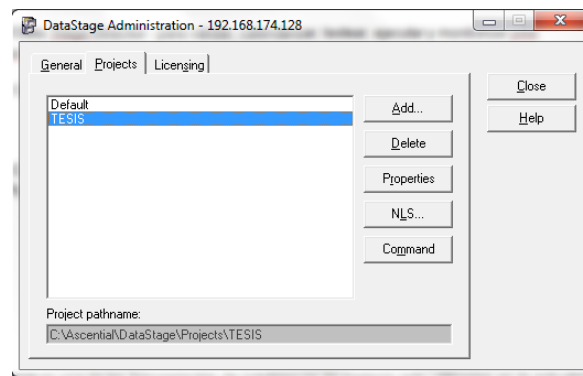 DataStage Administration - 192.168.174.128
General Projects Licensing
Default
TESIS
Add...
Delete
Properties
NLS...
Command
Close
Help
Project pathname:
C:\Ascential\DataStage\Projects\TESIS